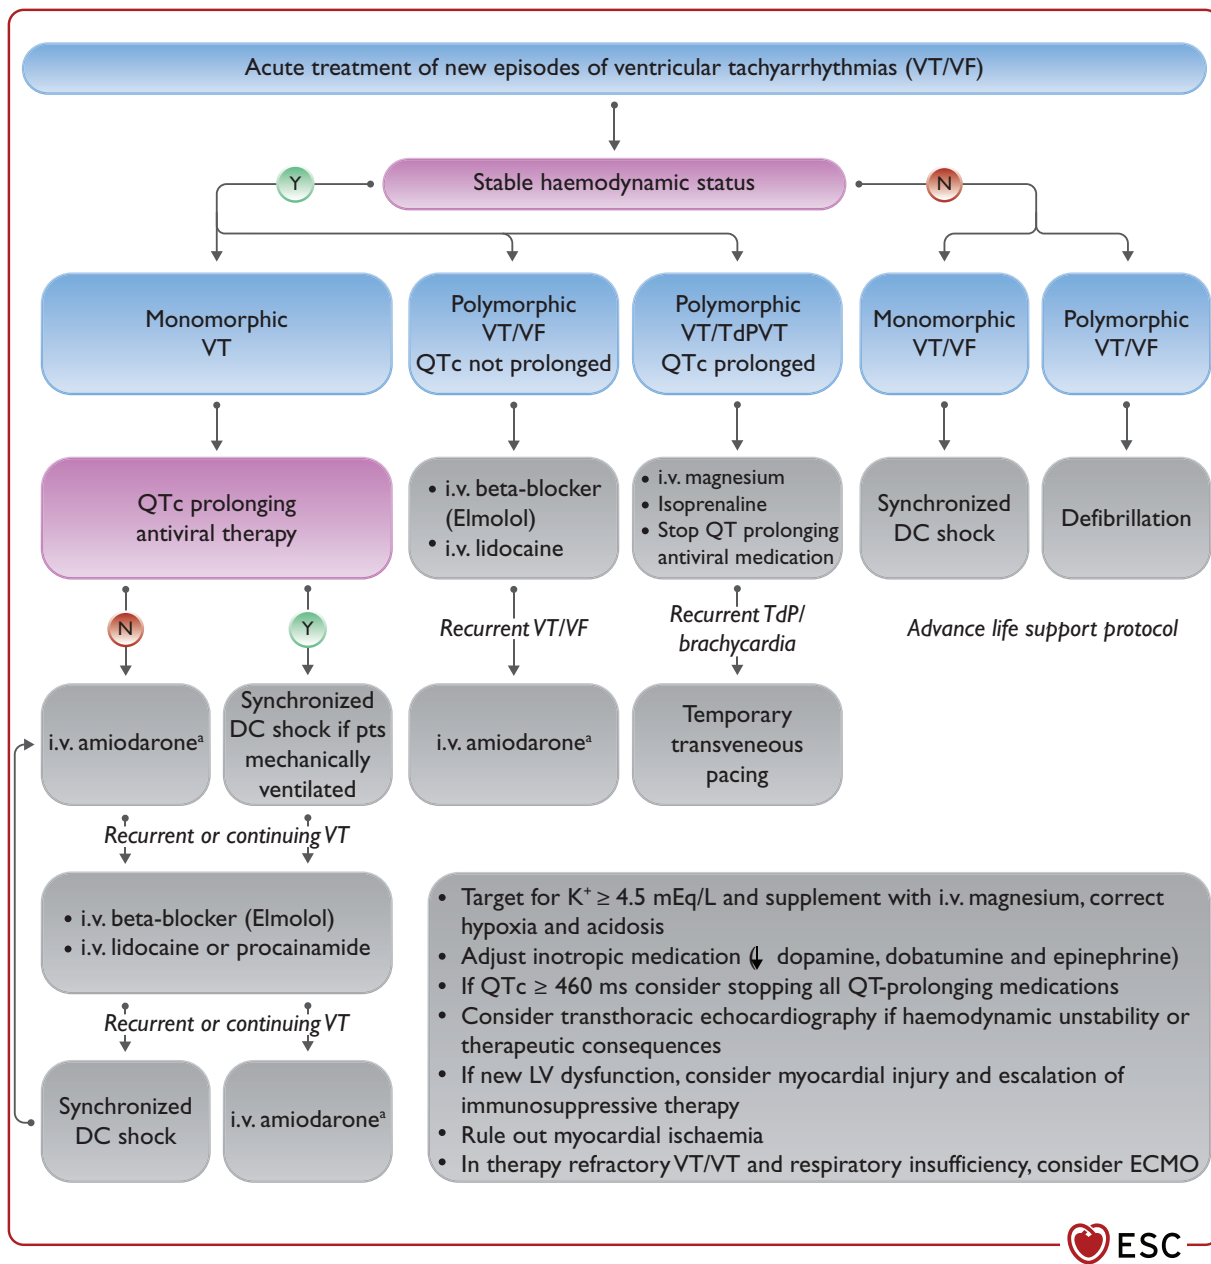 Acute treatment of new episodes of ventricular tachyarrhythmias (VT/VF)
Stable haemodynamic status
Y
N
Monomorphic
VT
Polymorphic
VT/VF
QTc not prolonged
Polymorphic
VT/TdPVT
QTc prolonged
Monomorphic
VT/VF
Polymorphic
VT/VF
QTc prolonging
antiviral therapy
• i.v. beta-blocker
(Elmolol)
• i.v. lidocaine
• i.v. magnesium
• Isoprenaline
• Stop QT prolonging
antiviral medication
Synchronized
DC shock
Defibrillation
N
Y
Recurrent VT/VF
Recurrent TdP/
brachycardia
Advance life support protocol
i.v. amiodaroneᵃ
Synchronized
DC shock if pts
mechanically
ventilated
i.v. amiodaroneᵃ
Temporary
transveneous
pacing
Recurrent or continuing VT
• i.v. beta-blocker (Elmolol)
• i.v. lidocaine or procainamide
Recurrent or continuing VT
Synchronized
DC shock
i.v. amiodaroneᵃ
• Target for K⁺ ≥ 4.5 mEq/L and supplement with i.v. magnesium, correct
hypoxia and acidosis
• Adjust inotropic medication (↓ dopamine, dobatumine and epinephrine)
• If QTc ≥ 460 ms consider stopping all QT-prolonging medications
• Consider transthoracic echocardiography if haemodynamic unstability or
therapeutic consequences
• If new LV dysfunction, consider myocardial injury and escalation of
immunosuppressive therapy
• Rule out myocardial ischaemia
• In therapy refractory VT/VT and respiratory insufficiency, consider ECMO
ESC